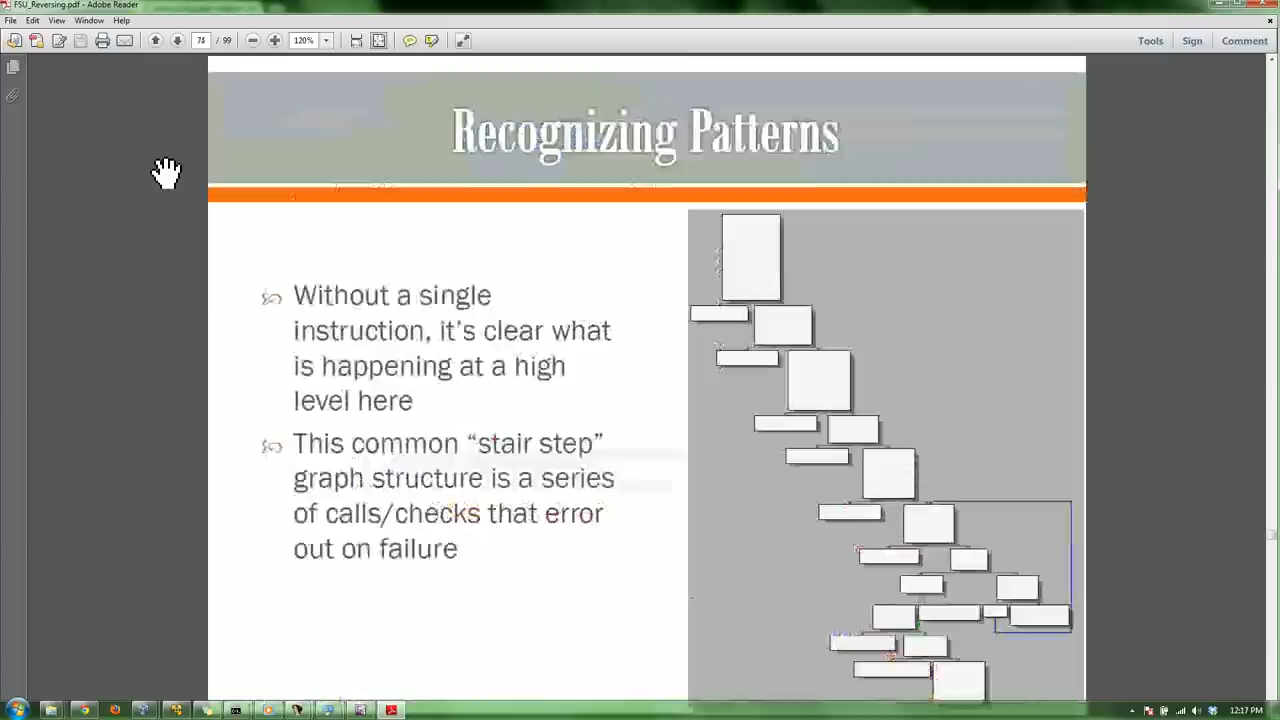 FSU_Reversing.pdf - Adobe Reader
File Edit View Window Help
73 / 99 120% Tools Sign Comment
Recognizing Patterns
Without a single
instruction, it's clear what
is happening at a high
level here
This common “stair step”
graph structure is a series
of calls/checks that error
out on failure
12:17 PM